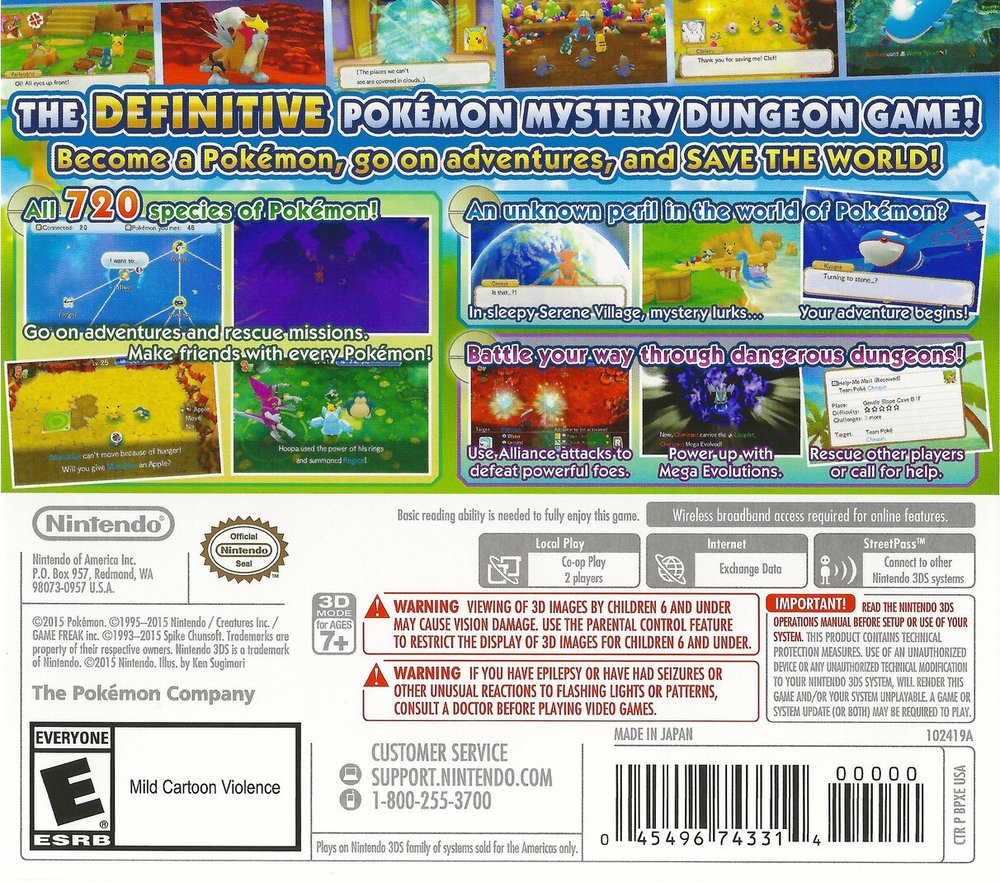 Oi! All eyes up front!
(The places we can't
see are covered in clouds...)
Thank you for saving me! Clef!
THE DEFINITIVE POKÉMON MYSTERY DUNGEON GAME!
Become a Pokémon, go on adventures, and SAVE THE WORLD!
All 720 species of Pokémon!
Connected: 20 Pokémon you met: 46
I want to...
Go on adventures and rescue missions.
Make friends with every Pokémon!
can't move because of hunger!
Will you give Munchlax an Apple?
Hoopa used the power of his rings
and summoned Regice!
An unknown peril in the world of Pokémon?
Is that...?!
Turning to stone...?
In sleepy Serene Village, mystery lurks...
Your adventure begins!
Battle your way through dangerous dungeons!
Help-Me Mail (Received)
Team Poké
Place: Gentle Slope Cave B1F
Difficulty: ☆☆☆☆☆
Challenges: 3 more
Target: Team Poké
Use Alliance attacks to
defeat powerful foes.
Power up with
Mega Evolutions.
Rescue other players
or call for help.
Nintendo®
Nintendo of America Inc.
P.O. Box 957, Redmond, WA
98073-0957 U.S.A.
Official
Nintendo
Seal
™
Basic reading ability is needed to fully enjoy this game.
Wireless broadband access required for online features.
Local Play
Co-op Play
2 players
Internet
Exchange Data
StreetPass™
Connect to other
Nintendo 3DS systems
©2015 Pokémon. ©1995–2015 Nintendo / Creatures Inc. /
GAME FREAK inc. ©1993–2015 Spike Chunsoft. Trademarks are
property of their respective owners. Nintendo 3DS is a trademark
of Nintendo. ©2015 Nintendo. Illus. by Ken Sugimori
The Pokémon Company
3D
MODE
for AGES
7+
WARNING VIEWING OF 3D IMAGES BY CHILDREN 6 AND UNDER
MAY CAUSE VISION DAMAGE. USE THE PARENTAL CONTROL FEATURE
TO RESTRICT THE DISPLAY OF 3D IMAGES FOR CHILDREN 6 AND UNDER.
WARNING IF YOU HAVE EPILEPSY OR HAVE HAD SEIZURES OR
OTHER UNUSUAL REACTIONS TO FLASHING LIGHTS OR PATTERNS,
CONSULT A DOCTOR BEFORE PLAYING VIDEO GAMES.
IMPORTANT! READ THE NINTENDO 3DS
OPERATIONS MANUAL BEFORE SETUP OR USE OF YOUR
SYSTEM. THIS PRODUCT CONTAINS TECHNICAL
PROTECTION MEASURES. USE OF AN UNAUTHORIZED
DEVICE OR ANY UNAUTHORIZED TECHNICAL MODIFICATION
TO YOUR NINTENDO 3DS SYSTEM, WILL RENDER THIS
GAME AND/OR YOUR SYSTEM UNPLAYABLE. A GAME OR
SYSTEM UPDATE (OR BOTH) MAY BE REQUIRED TO PLAY.
MADE IN JAPAN
102419A
EVERYONE
E
®
ESRB
Mild Cartoon Violence
CUSTOMER SERVICE
SUPPORT.NINTENDO.COM
1-800-255-3700
Plays on Nintendo 3DS family of systems sold for the Americas only.
0 45496 74331 4
00000
CTR P BPXE USA